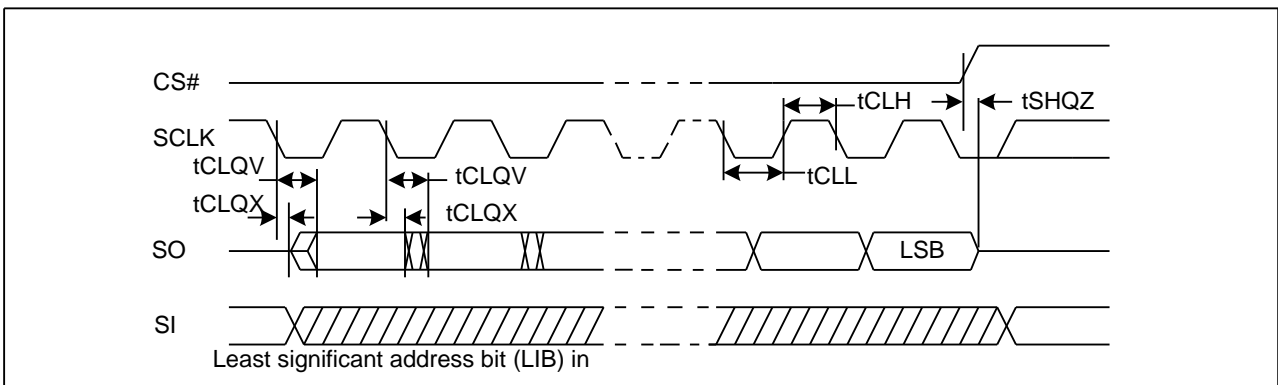 CS#
tCLH
tSHQZ
SCLK
tCLQV
tCLQV
tCLL
tCLQX
tCLQX
SO
LSB
SI
Least significant address bit (LIB) in